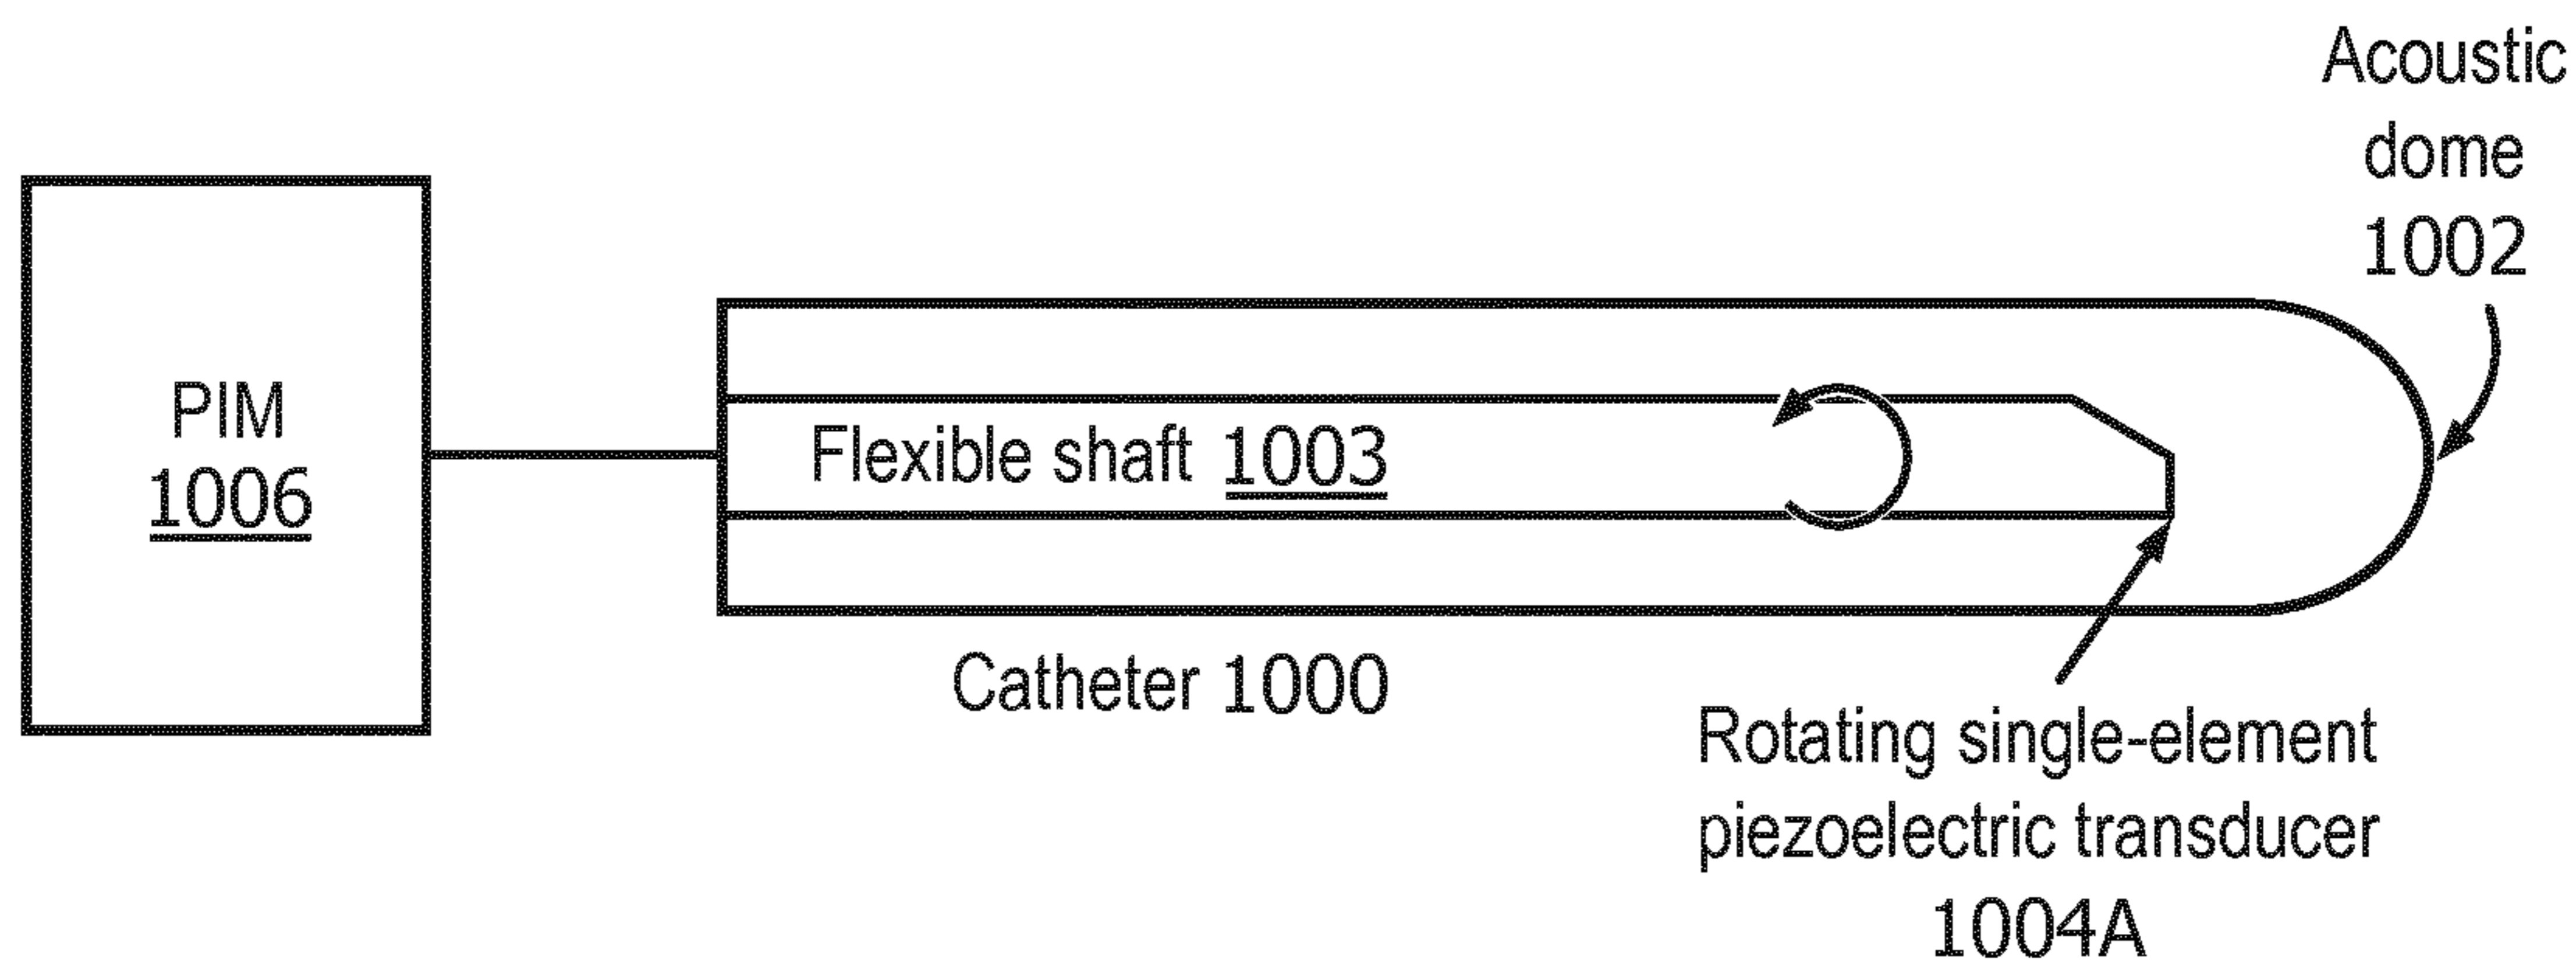 Acoustic
dome
1002
PIM
1006
Flexible shaft 1003
Catheter 1000
Rotating single-element
piezoelectric transducer
1004A